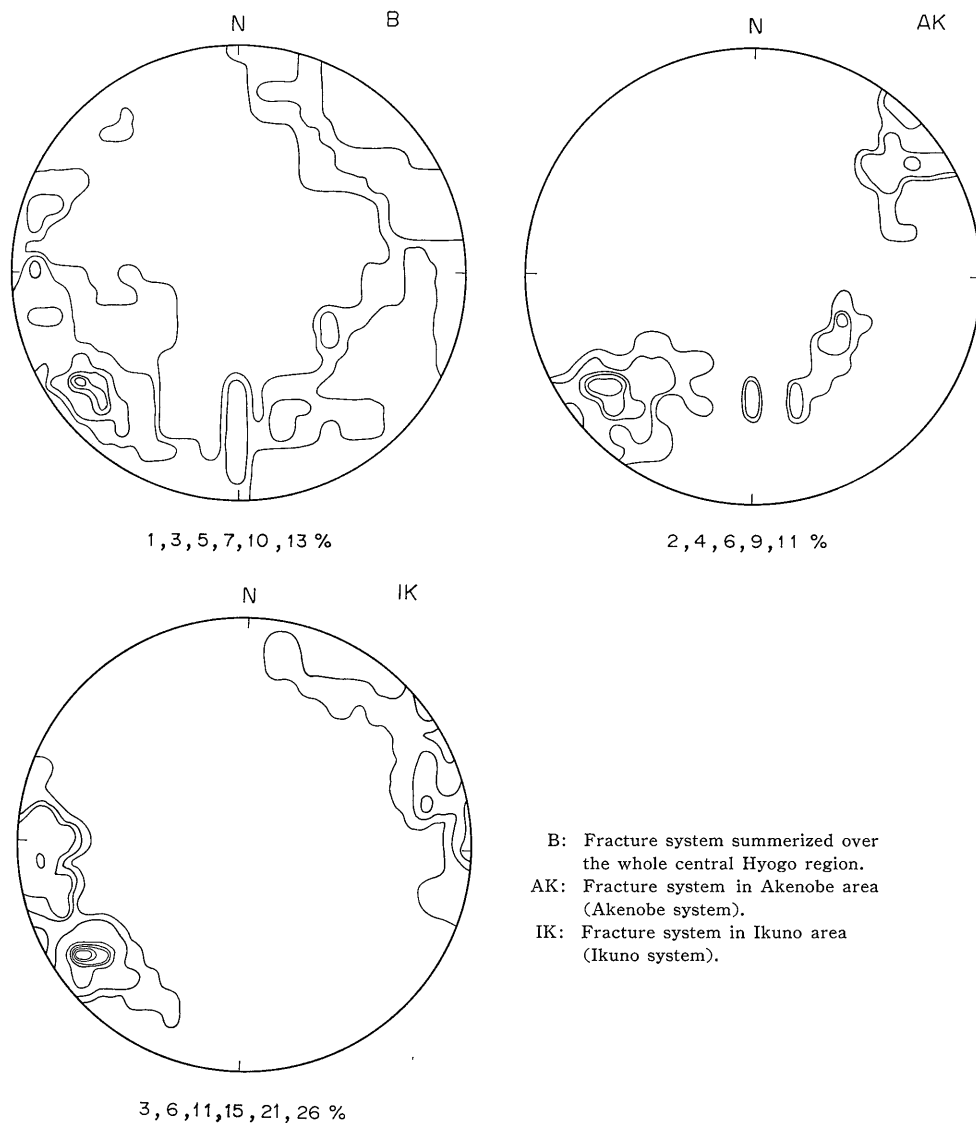 N B
N AK
1,3,5,7,10,13 %
2,4,6,9,11 %
N IK
B: Fracture system summerized over
the whole central Hyogo region.
AK: Fracture system in Akenobe area
(Akenobe system).
IK: Fracture system in Ikuno area
(Ikuno system).
3,6,11,15,21,26 %